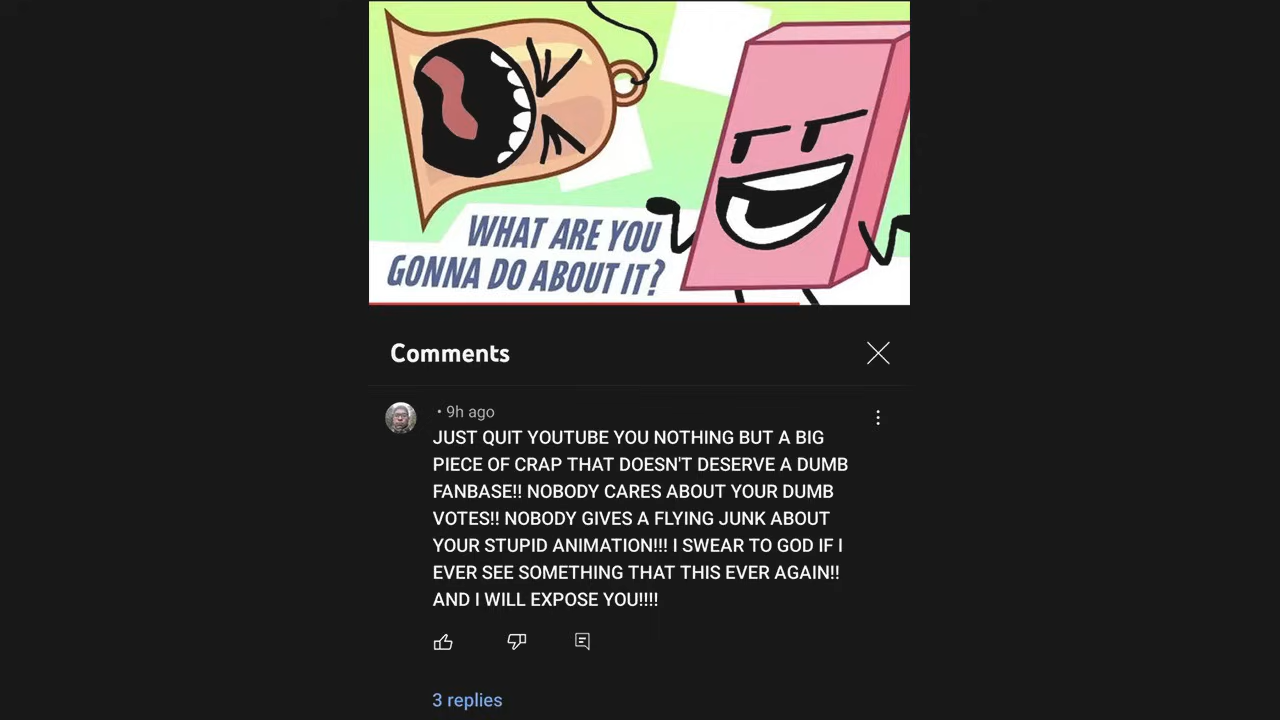 WHAT ARE YOU
GONNA DO ABOUT IT?
Comments
• 9h ago
JUST QUIT YOUTUBE YOU NOTHING BUT A BIG
PIECE OF CRAP THAT DOESN'T DESERVE A DUMB
FANBASE!! NOBODY CARES ABOUT YOUR DUMB
VOTES!! NOBODY GIVES A FLYING JUNK ABOUT
YOUR STUPID ANIMATION!!! I SWEAR TO GOD IF I
EVER SEE SOMETHING THAT THIS EVER AGAIN!!
AND I WILL EXPOSE YOU!!!!
3 replies